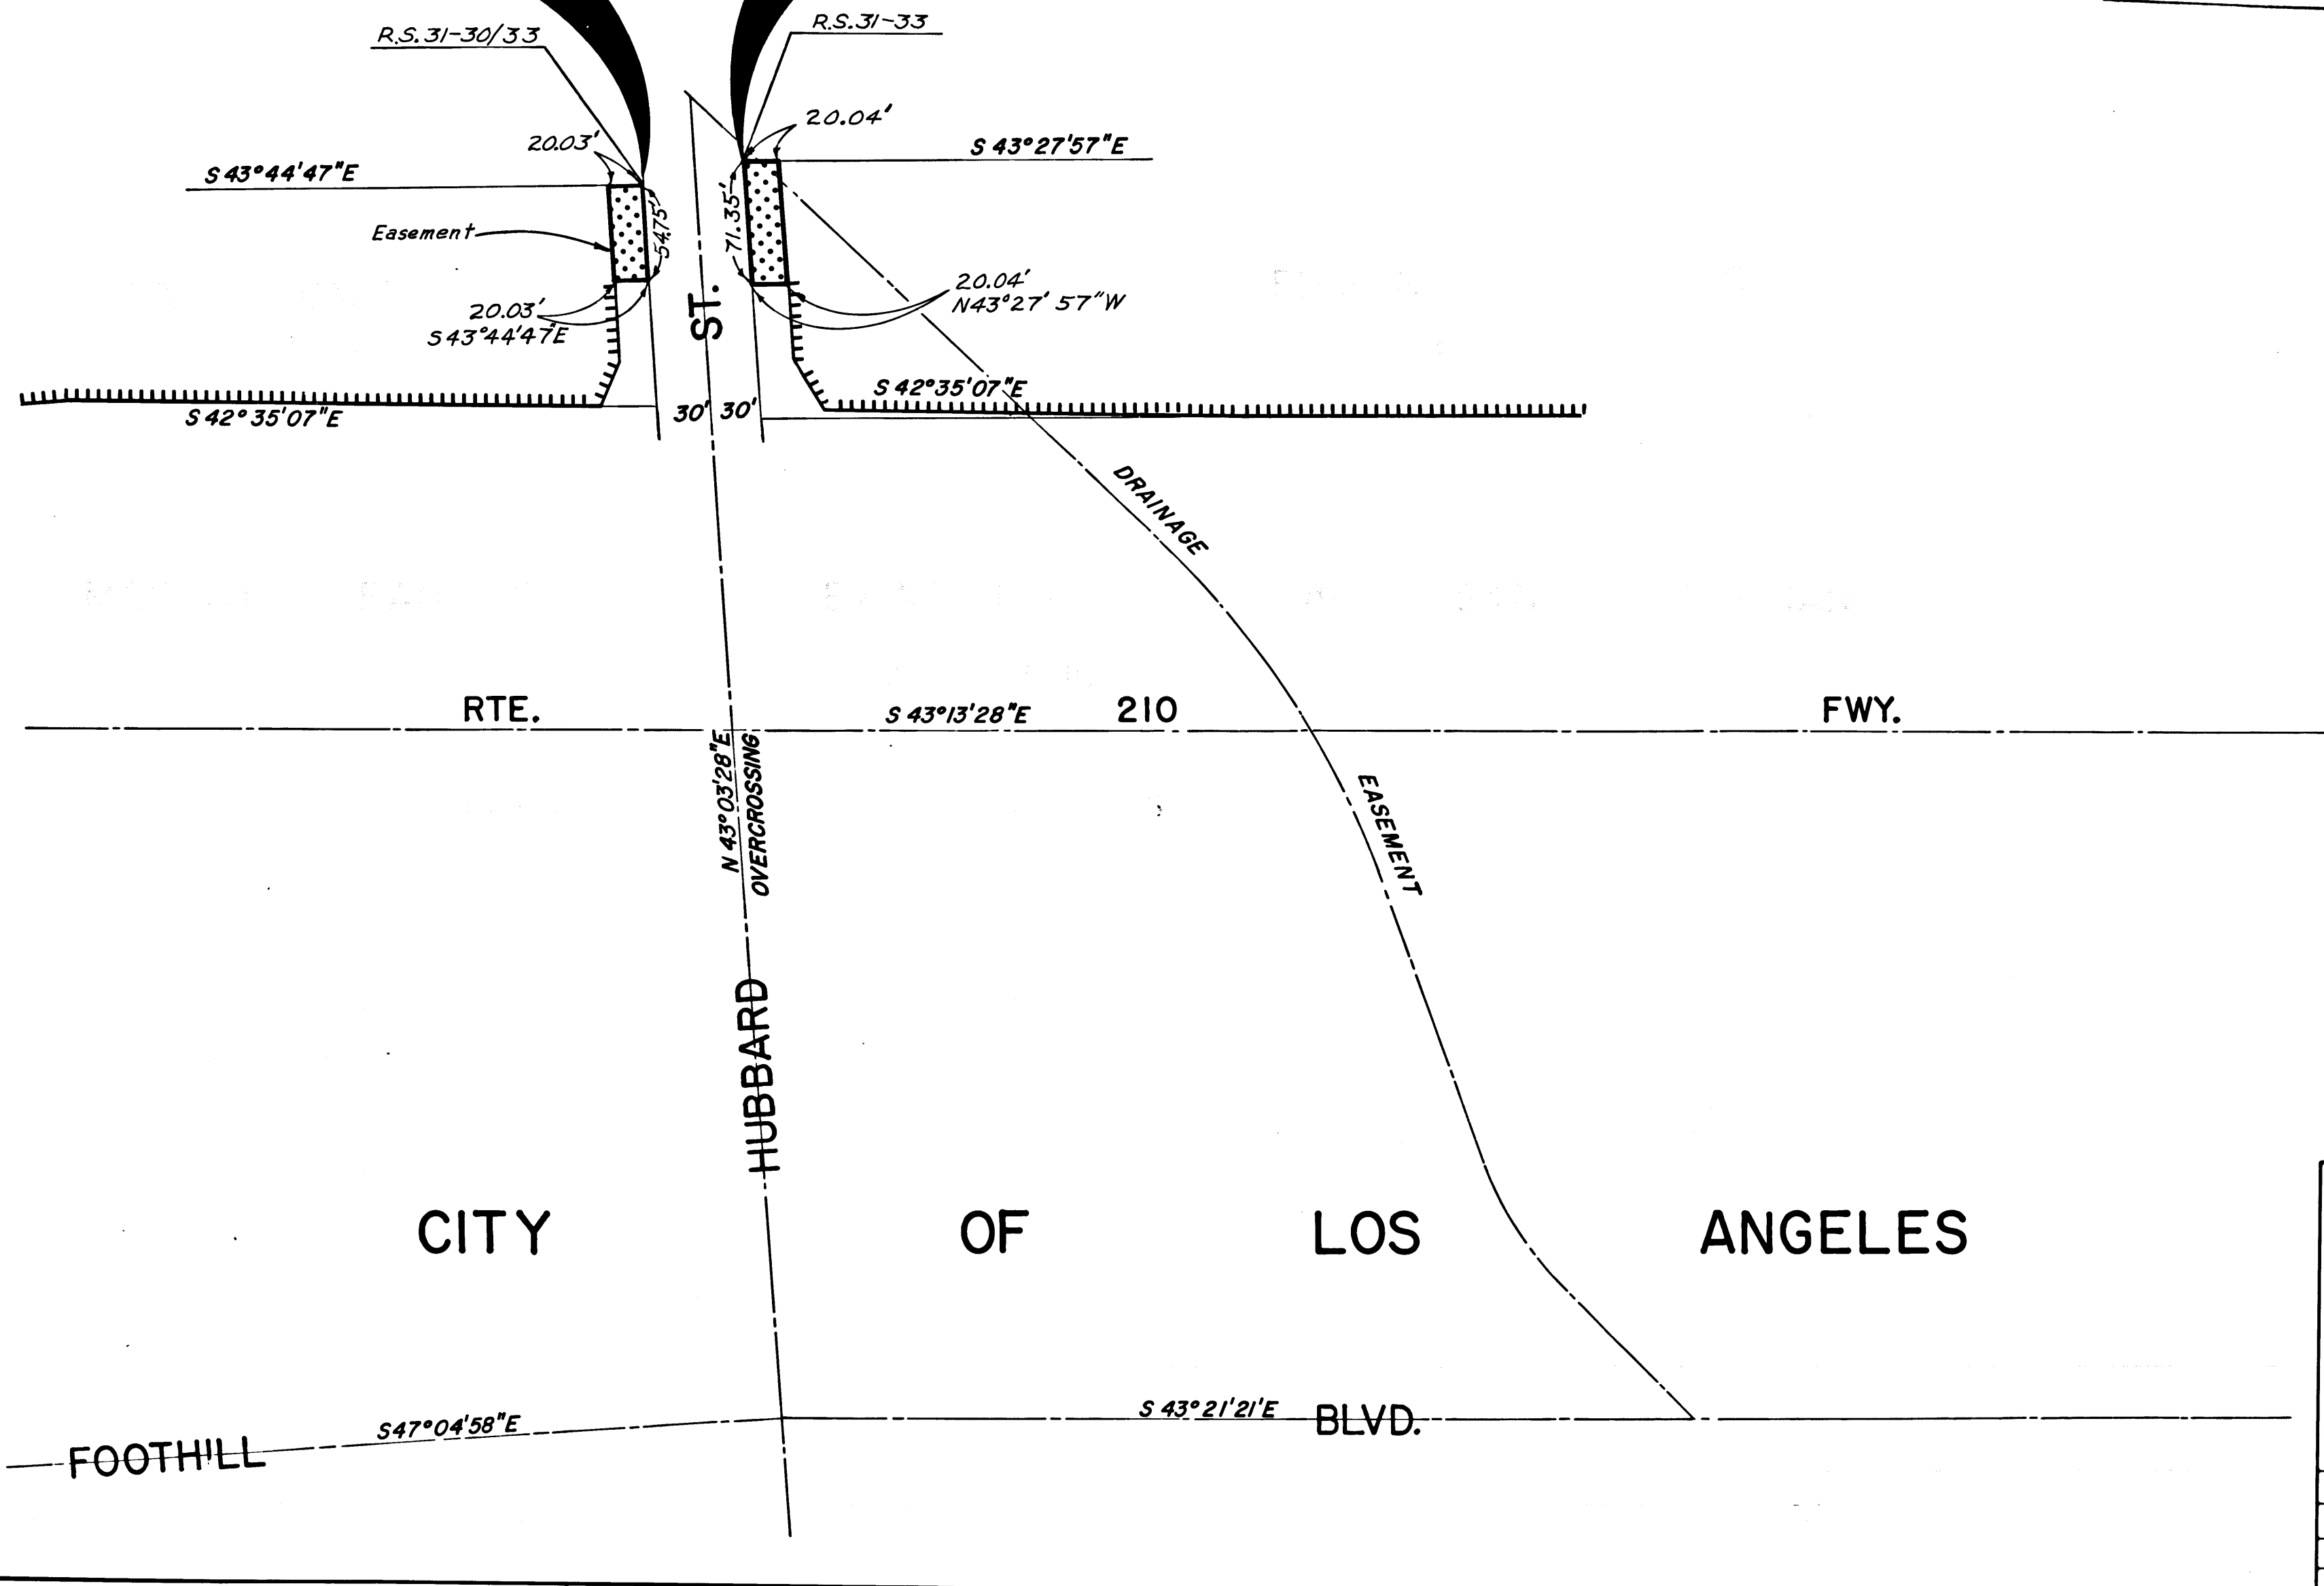 R.S. 31-30/33
R.S. 31-33
20.03'
20.04'
S 43°44'47"E
S 43°27'57"E
Easement
54.75'
71.35'
20.03'
S 43°44'47"E
20.04'
N 43°27'57"W
ST.
S 42°35'07"E
30'
30'
S 42°35'07"E
DRAINAGE
RTE.
S 43°13'28"E
210
FWY.
N 43°03'28"E
OVERCROSSING
EASEMENT
HUBBARD
CITY OF LOS ANGELES
FOOTHILL
S 47°04'58"E
S 43°21'21'E
BLVD.